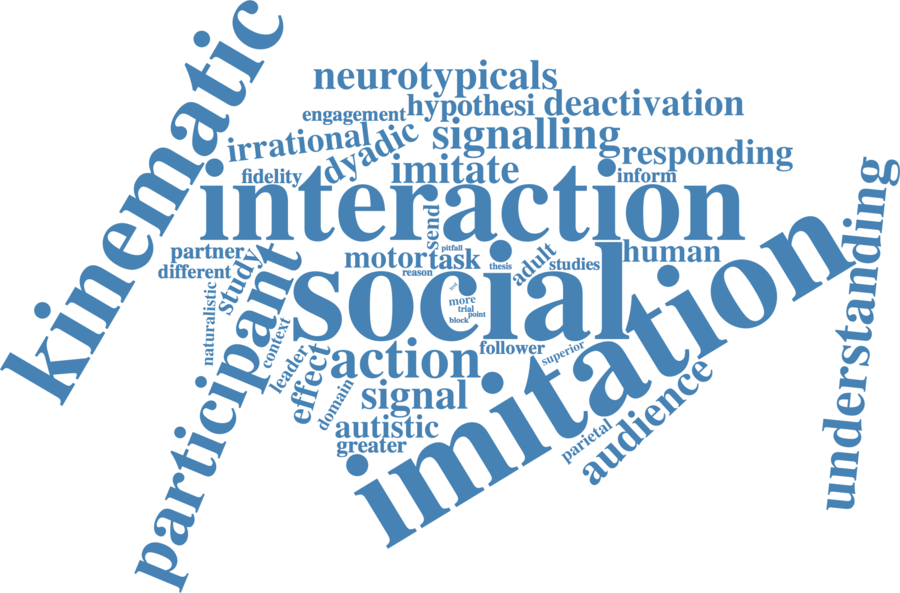 kinematic
neurotypicals
engagement
hypothesi
deactivation
irrational
dyadic
signalling
responding
fidelity
imitate
inform
interaction
understanding
send
partner
different
study
participant
motor
task
pitfall
reason
thesis
adult
studies
human
social
imitation
naturalistic
context
more
trial
point
block
leader
effect
action
follower
superior
domain
signal
autistic
greater
parietal
audience